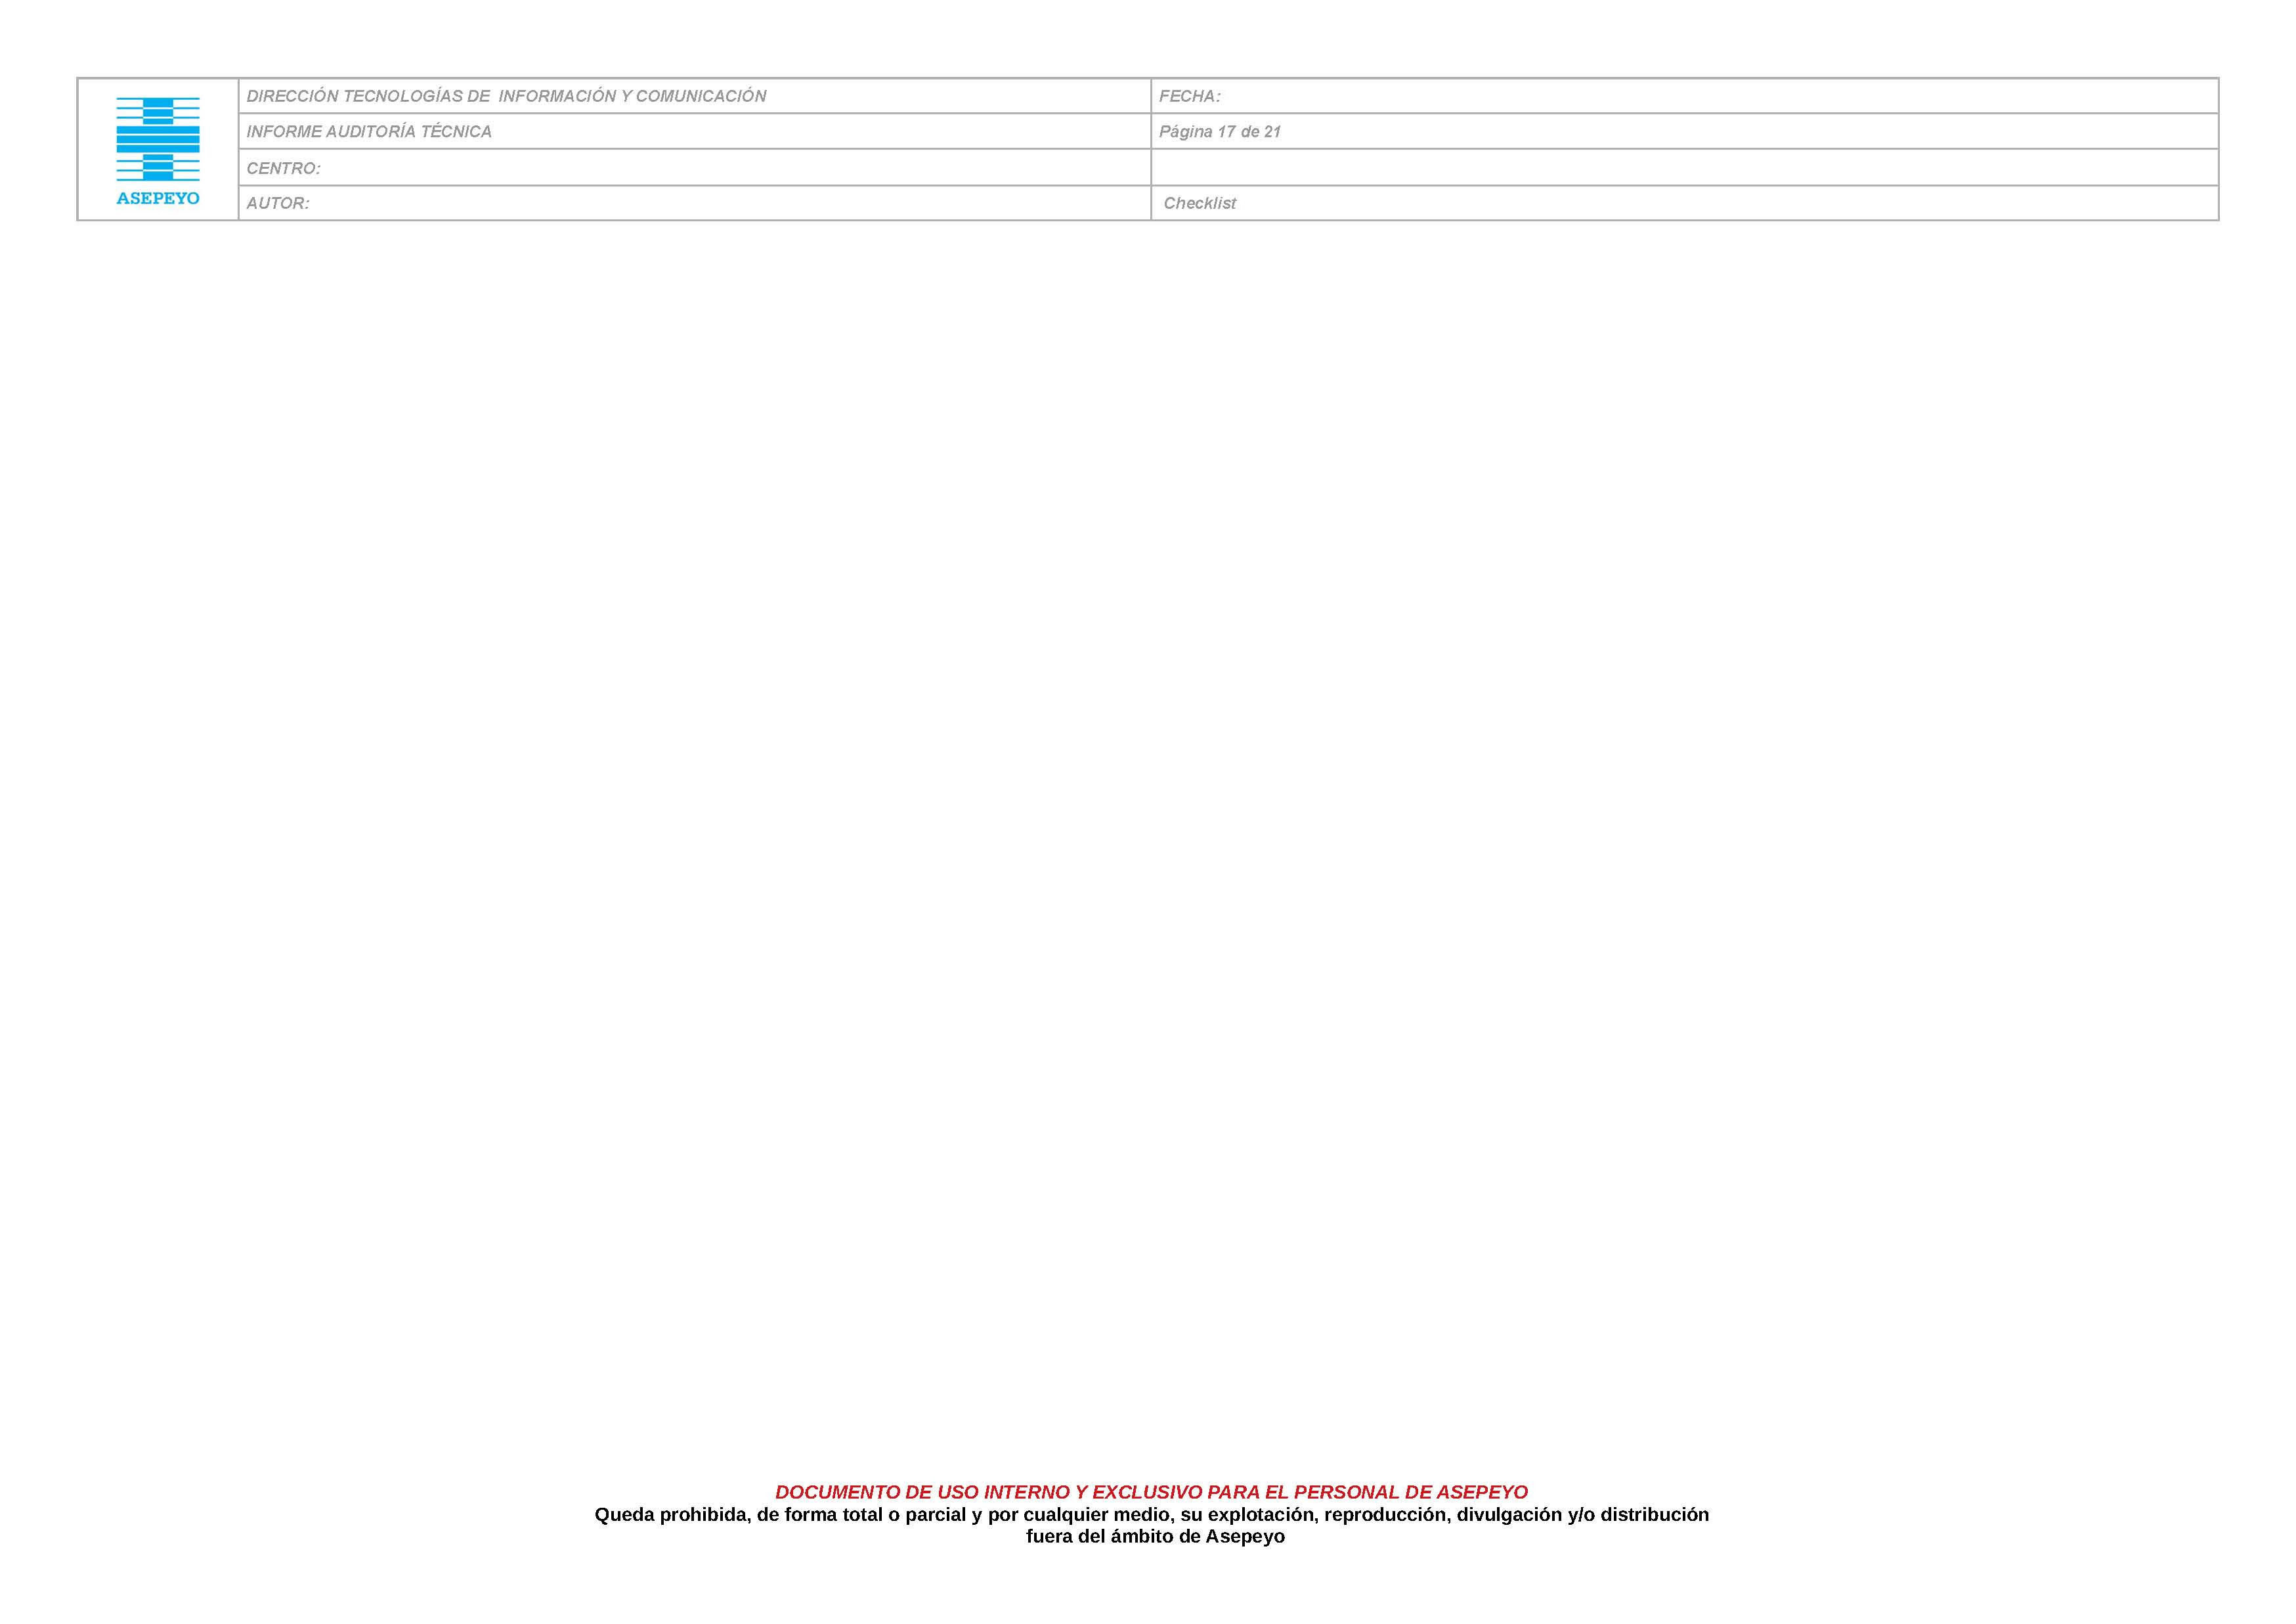 DIRECCIÓN TECNOLOGÍAS DE  INFORMACIÓN Y COMUNICACIÓN
FECHA:
INFORME AUDITORÍA TÉCNICA
Página 17 de 21
CENTRO:
AUTOR:
Checklist
ASEPEYO
DOCUMENTO DE USO INTERNO Y EXCLUSIVO PARA EL PERSONAL DE ASEPEYO
Queda prohibida, de forma total o parcial y por cualquier medio, su explotación, reproducción, divulgación y/o distribución
fuera del ámbito de Asepeyo